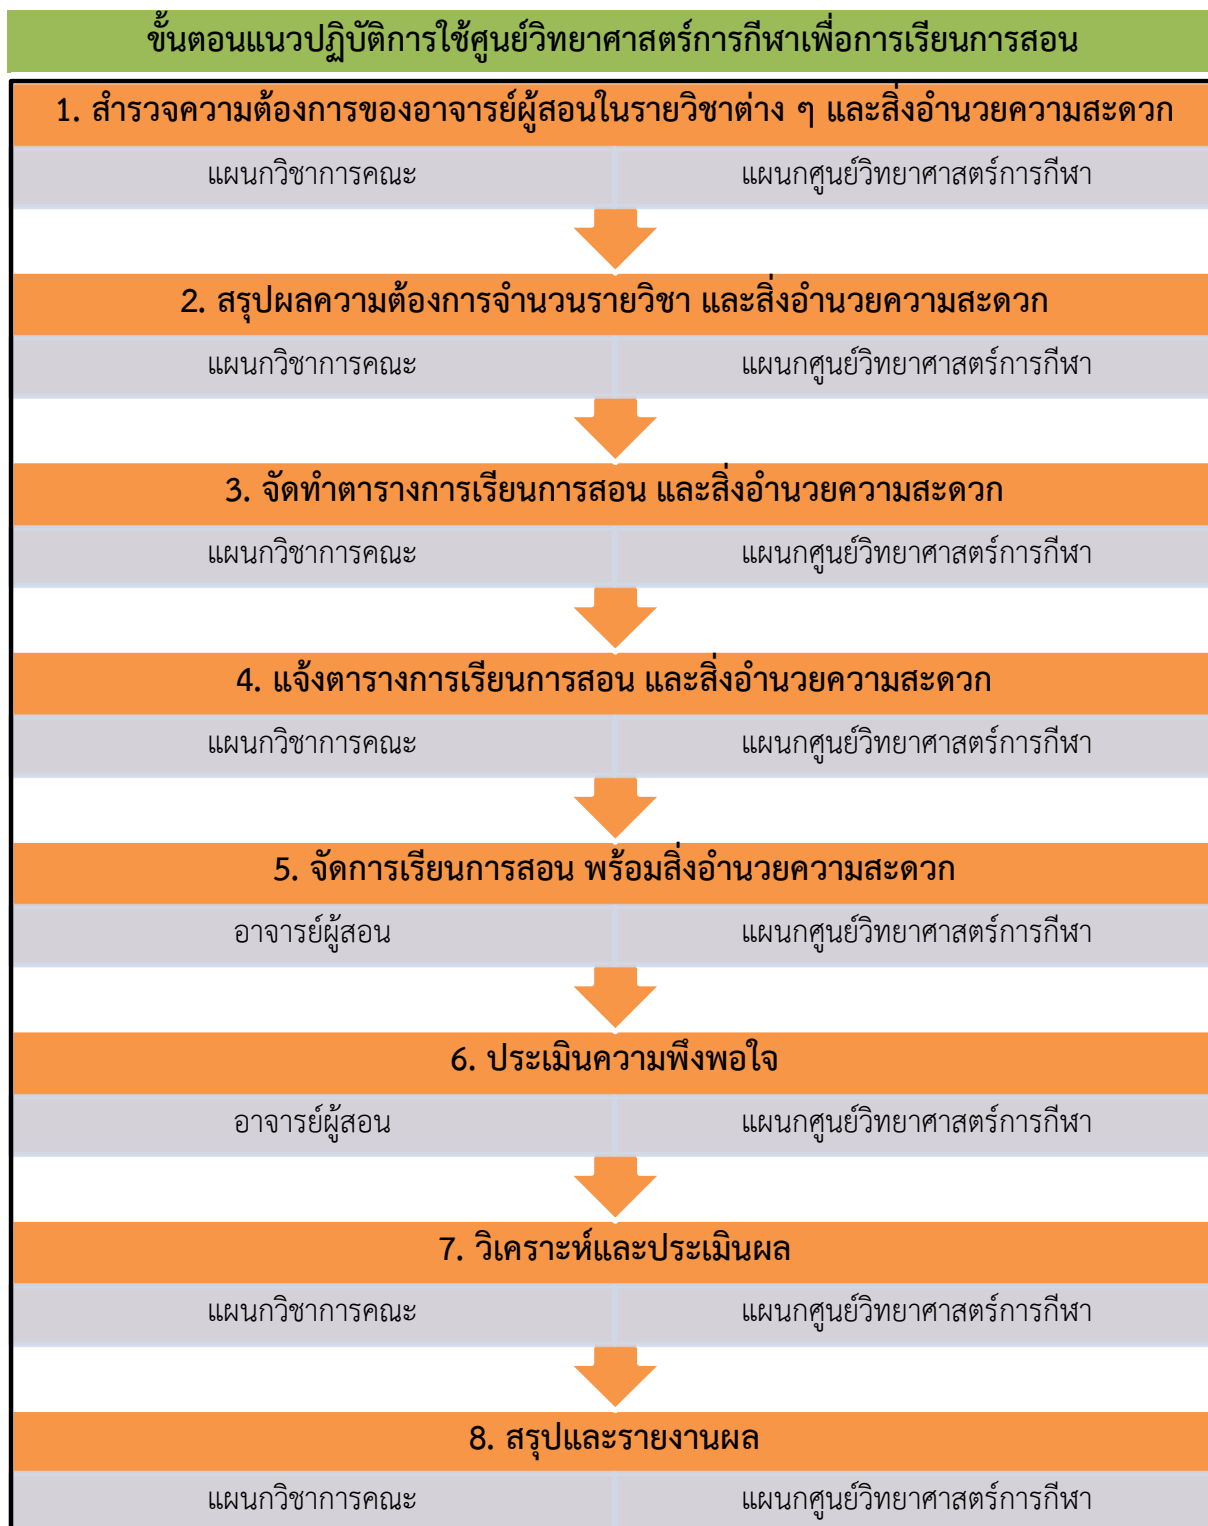 ขั้นตอนแนวปฏิบัติการใช้ศูนย์วิทยาศาสตร์การกีฬาเพื่อการเรียนการสอน
1. สำรวจความต้องการของอาจารย์ผู้สอนในรายวิชาต่าง ๆ และสิ่งอำนวยความสะดวก
แผนกวิชาการคณะ แผนกศูนย์วิทยาศาสตร์การกีฬา
2. สรุปผลความต้องการจำนวนรายวิชา และสิ่งอำนวยความสะดวก
แผนกวิชาการคณะ แผนกศูนย์วิทยาศาสตร์การกีฬา
3. จัดทำตารางการเรียนการสอน และสิ่งอำนวยความสะดวก
แผนกวิชาการคณะ แผนกศูนย์วิทยาศาสตร์การกีฬา
4. แจ้งตารางการเรียนการสอน และสิ่งอำนวยความสะดวก
แผนกวิชาการคณะ แผนกศูนย์วิทยาศาสตร์การกีฬา
5. จัดการเรียนการสอน พร้อมสิ่งอำนวยความสะดวก
อาจารย์ผู้สอน แผนกศูนย์วิทยาศาสตร์การกีฬา
6. ประเมินความพึงพอใจ
อาจารย์ผู้สอน แผนกศูนย์วิทยาศาสตร์การกีฬา
7. วิเคราะห์และประเมินผล
แผนกวิชาการคณะ แผนกศูนย์วิทยาศาสตร์การกีฬา
8. สรุปและรายงานผล
แผนกวิชาการคณะ แผนกศูนย์วิทยาศาสตร์การกีฬา